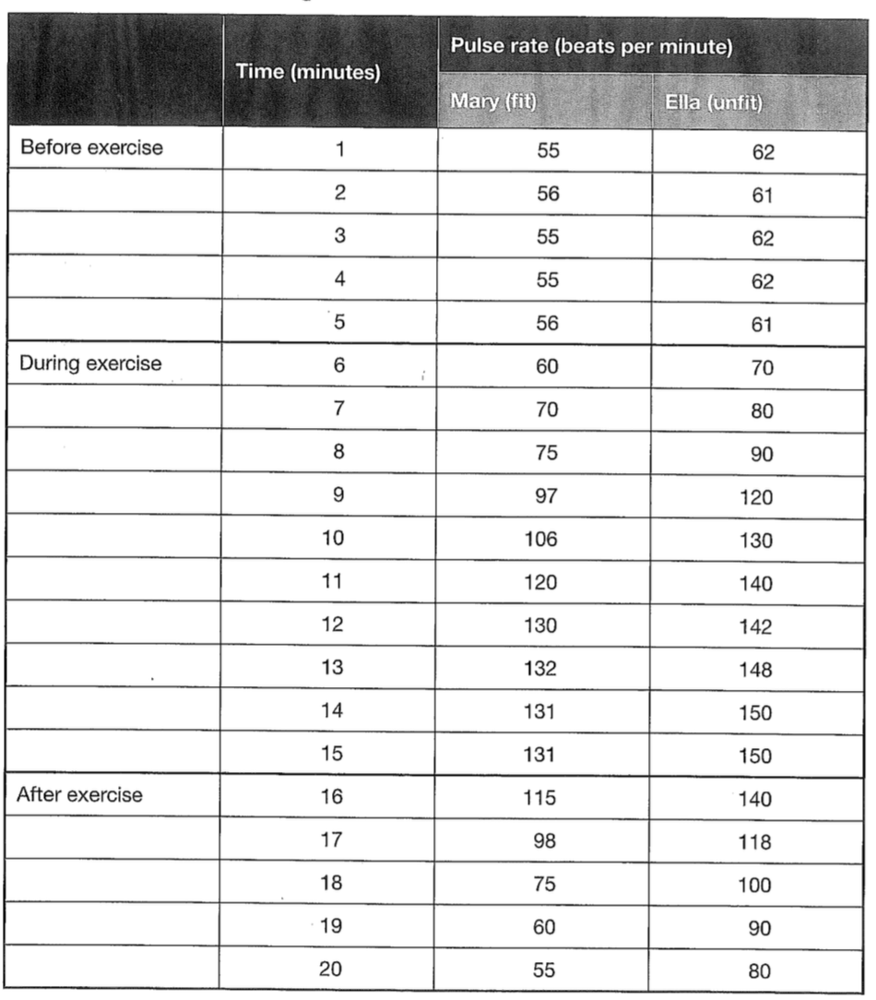 Pulse rate (beats per minute)
Time (minutes)
Mary (fit) Ella (unfit)
Before exercise 1 55 62
2 56 61
3 55 62
4 55 62
5 56 61
During exercise 6 60 70
7 70 80
8 75 90
9 97 120
10 106 130
11 120 140
12 130 142
13 132 148
14 131 150
15 131 150
After exercise 16 115 140
17 98 118
18 75 100
19 60 90
20 55 80